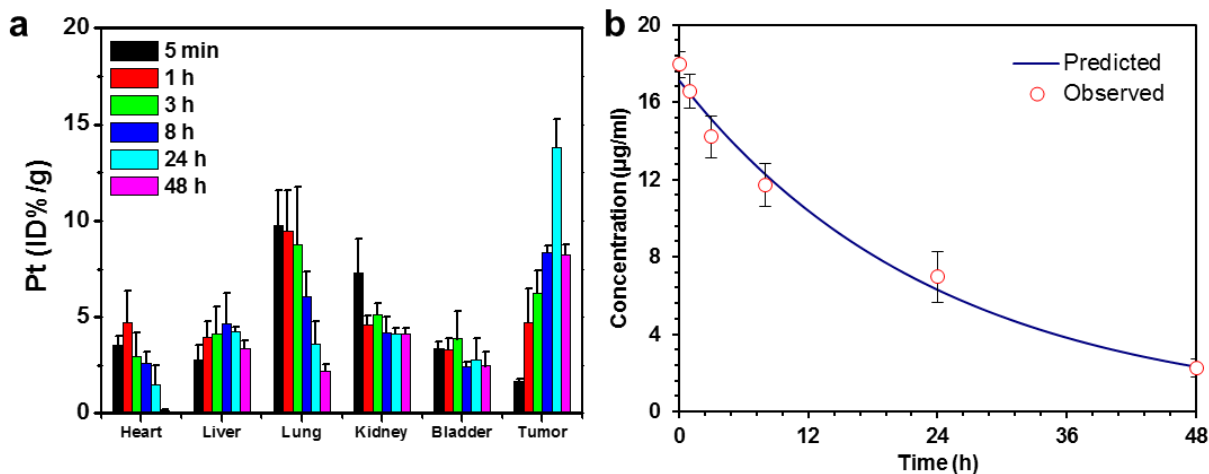 a
20
15
10
5
0
Pt (ID% /g)
5 min
1 h
3 h
8 h
24 h
48 h
Heart Liver Lung Kidney Bladder Tumor
b
20
16
12
8
4
0
Concentration (µg/ml)
Predicted
Observed
0 12 24 36 48
Time (h)